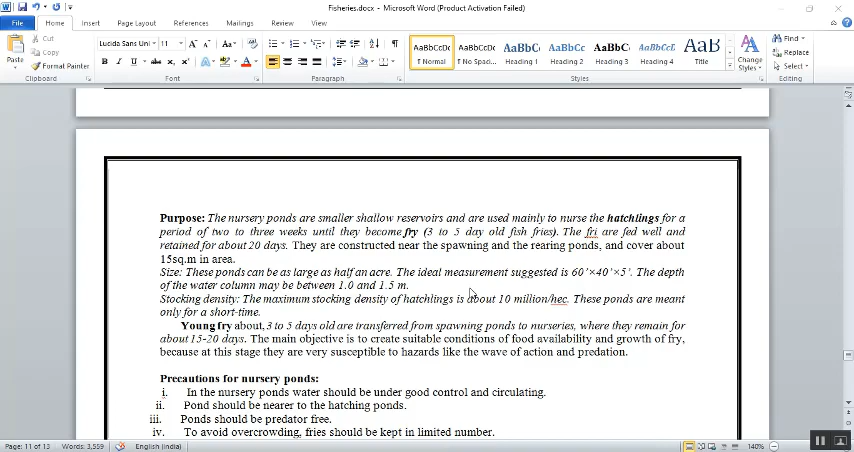 Fisheries.docx - Microsoft Word (Product Activation Failed)
File Home Insert Page Layout References Mailings Review View
Cut
Copy
Format Painter
Paste
Clipboard
Lucida Sans Uni 11
Font
Paragraph
AaBbCcDc AaBbCcDc AaBbC AaBbCc AaBbC AaBbCc AaB
¶ Normal ¶ No Spaci... Heading 1 Heading 2 Heading 3 Heading 4 Title
Change Styles
Styles
Find
Replace
Select
Editing
Purpose: The nursery ponds are smaller shallow reservoirs and are used mainly to nurse the hatchlings for a
period of two to three weeks until they become fry (3 to 5 day old fish fries). The fri are fed well and
retained for about 20 days. They are constructed near the spawning and the rearing ponds, and cover about
15sq.m in area.
Size: These ponds can be as large as half an acre. The ideal measurement suggested is 60’×40’×5’. The depth
of the water column may be between 1.0 and 1.5 m.
Stocking density: The maximum stocking density of hatchlings is about 10 million/hec. These ponds are meant
only for a short-time.
Young fry about, 3 to 5 days old are transferred from spawning ponds to nurseries, where they remain for
about 15-20 days. The main objective is to create suitable conditions of food availability and growth of fry,
because at this stage they are very susceptible to hazards like the wave of action and predation.
Precautions for nursery ponds:
i. In the nursery ponds water should be under good control and circulating.
ii. Pond should be nearer to the hatching ponds.
iii. Ponds should be predator free.
iv. To avoid overcrowding, fries should be kept in limited number.
Page: 11 of 13 Words: 3,559 English (India) 140%